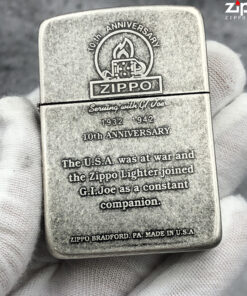 Zip
10th ANNIVERSARY
ZIPPO
Serving with G.I. Joe
1932 1942
10th ANNIVERSARY
The U.S.A. was at war and
the Zippo Lighter joined
G.I.Joe as a constant
companion.
ZIPPO BRADFORD. PA. MADE IN U.S.A